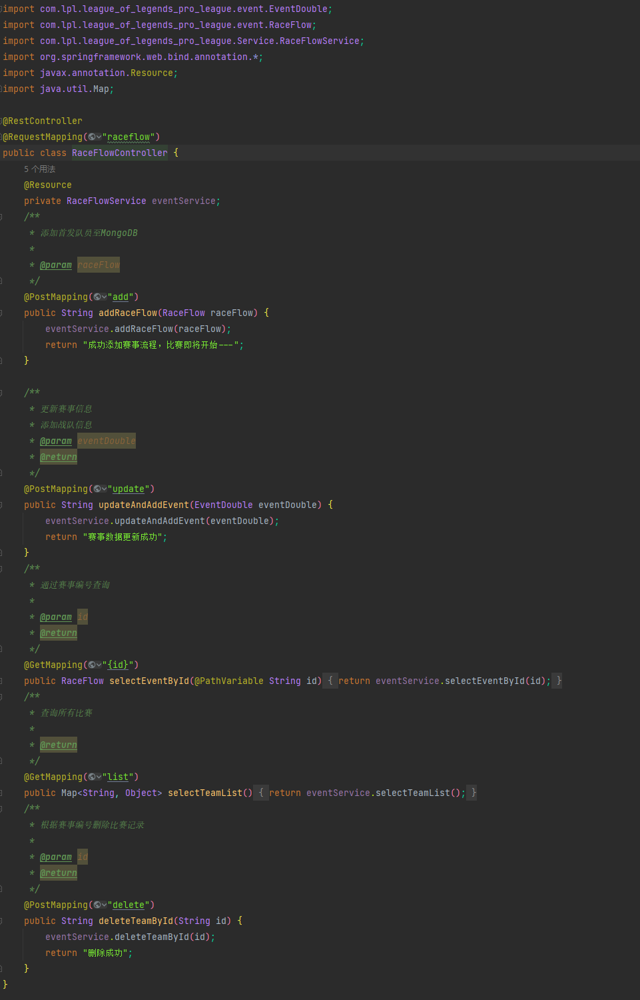 import com.lpl.league_of_legends_pro_league.event.EventDouble;
import com.lpl.league_of_legends_pro_league.event.RaceFlow;
import com.lpl.league_of_legends_pro_league.Service.RaceFlowService;
import org.springframework.web.bind.annotation.*;
import javax.annotation.Resource;
import java.util.Map;

@RestController
@RequestMapping("raceflow")
public class RaceFlowController {
    5 个用法
    @Resource
    private RaceFlowService eventService;
    /**
     * 添加首发队员至MongoDB
     *
     * @param raceFlow
     */
    @PostMapping("add")
    public String addRaceFlow(RaceFlow raceFlow) {
        eventService.addRaceFlow(raceFlow);
        return "成功添加赛事流程，比赛即将开始---";
    }

    /**
     * 更新赛事信息
     * 添加战队信息
     * @param eventDouble
     * @return
     */
    @PostMapping("update")
    public String updateAndAddEvent(EventDouble eventDouble) {
        eventService.updateAndAddEvent(eventDouble);
        return "赛事数据更新成功";
    }
    /**
     * 通过赛事编号查询
     *
     * @param id
     * @return
     */
    @GetMapping("{id}")
    public RaceFlow selectEventById(@PathVariable String id) { return eventService.selectEventById(id); }
    /**
     * 查询所有比赛
     *
     * @return
     */
    @GetMapping("list")
    public Map<String, Object> selectTeamList() { return eventService.selectTeamList(); }
    /**
     * 根据赛事编号删除比赛记录
     *
     * @param id
     * @return
     */
    @PostMapping("delete")
    public String deleteTeamById(String id) {
        eventService.deleteTeamById(id);
        return "删除成功";
    }
}